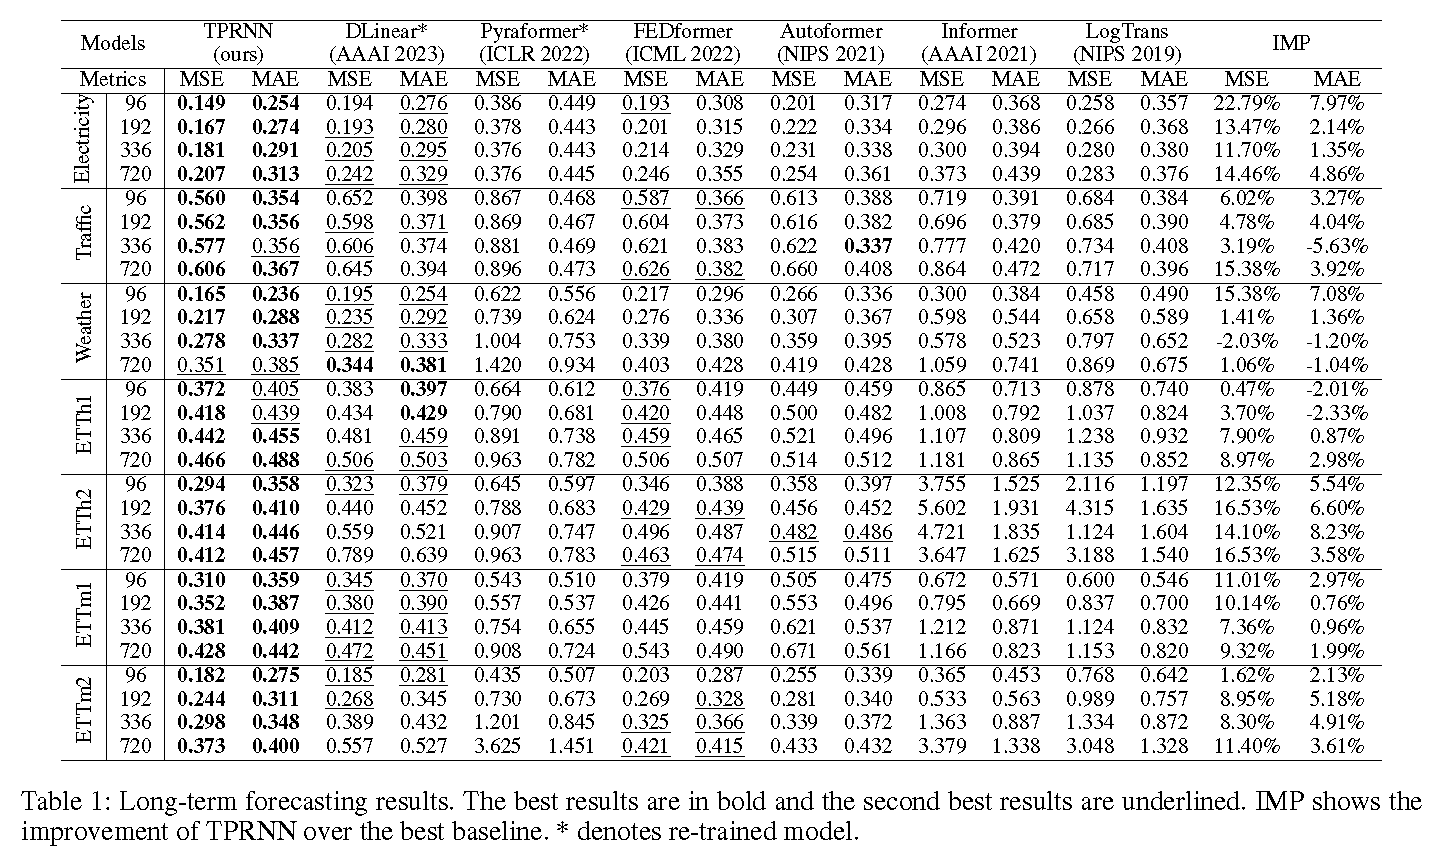 Models TPRNN (ours) DLinear* (AAAI 2023) Pyraformer* (ICLR 2022) FEDformer (ICML 2022) Autoformer (NIPS 2021) Informer (AAAI 2021) LogTrans (NIPS 2019) IMP
Metrics MSE MAE MSE MAE MSE MAE MSE MAE MSE MAE MSE MAE MSE MAE MSE MAE
Electricity
96 0.149 0.254 0.194 0.276 0.386 0.449 0.193 0.308 0.201 0.317 0.274 0.368 0.258 0.357 22.79% 7.97%
192 0.167 0.274 0.193 0.280 0.378 0.443 0.201 0.315 0.222 0.334 0.296 0.386 0.266 0.368 13.47% 2.14%
336 0.181 0.291 0.205 0.295 0.376 0.443 0.214 0.329 0.231 0.338 0.300 0.394 0.280 0.380 11.70% 1.35%
720 0.207 0.313 0.242 0.329 0.376 0.445 0.246 0.355 0.254 0.361 0.373 0.439 0.283 0.376 14.46% 4.86%
Traffic
96 0.560 0.354 0.652 0.398 0.867 0.468 0.587 0.366 0.613 0.388 0.719 0.391 0.684 0.384 6.02% 3.27%
192 0.562 0.356 0.598 0.371 0.869 0.467 0.604 0.373 0.616 0.382 0.696 0.379 0.685 0.390 4.78% 4.04%
336 0.577 0.356 0.606 0.374 0.881 0.469 0.621 0.383 0.622 0.337 0.777 0.420 0.734 0.408 3.19% -5.63%
720 0.606 0.367 0.645 0.394 0.896 0.473 0.626 0.382 0.660 0.408 0.864 0.472 0.717 0.396 15.38% 3.92%
Weather
96 0.165 0.236 0.195 0.254 0.622 0.556 0.217 0.296 0.266 0.336 0.300 0.384 0.458 0.490 15.38% 7.08%
192 0.217 0.288 0.235 0.292 0.739 0.624 0.276 0.336 0.307 0.367 0.598 0.544 0.658 0.589 1.41% 1.36%
336 0.278 0.337 0.282 0.333 1.004 0.753 0.339 0.380 0.359 0.395 0.578 0.523 0.797 0.652 -2.03% -1.20%
720 0.351 0.385 0.344 0.381 1.420 0.934 0.403 0.428 0.419 0.428 1.059 0.741 0.869 0.675 1.06% -1.04%
ETTh1
96 0.372 0.405 0.383 0.397 0.664 0.612 0.376 0.419 0.449 0.459 0.865 0.713 0.878 0.740 0.47% -2.01%
192 0.418 0.439 0.434 0.429 0.790 0.681 0.420 0.448 0.500 0.482 1.008 0.792 1.037 0.824 3.70% -2.33%
336 0.442 0.455 0.481 0.459 0.891 0.738 0.459 0.465 0.521 0.496 1.107 0.809 1.238 0.932 7.90% 0.87%
720 0.466 0.488 0.506 0.503 0.963 0.782 0.506 0.507 0.514 0.512 1.181 0.865 1.135 0.852 8.97% 2.98%
ETTh2
96 0.294 0.358 0.323 0.379 0.645 0.597 0.346 0.388 0.358 0.397 3.755 1.525 2.116 1.197 12.35% 5.54%
192 0.376 0.410 0.440 0.452 0.788 0.683 0.429 0.439 0.456 0.452 5.602 1.931 4.315 1.635 16.53% 6.60%
336 0.414 0.446 0.559 0.521 0.907 0.747 0.496 0.487 0.482 0.486 4.721 1.835 1.124 1.604 14.10% 8.23%
720 0.412 0.457 0.789 0.639 0.963 0.783 0.463 0.474 0.515 0.511 3.647 1.625 3.188 1.540 16.53% 3.58%
ETTm1
96 0.310 0.359 0.345 0.370 0.543 0.510 0.379 0.419 0.505 0.475 0.672 0.571 0.600 0.546 11.01% 2.97%
192 0.352 0.387 0.380 0.390 0.557 0.537 0.426 0.441 0.553 0.496 0.795 0.669 0.837 0.700 10.14% 0.76%
336 0.381 0.409 0.412 0.413 0.754 0.655 0.445 0.459 0.621 0.537 1.212 0.871 1.124 0.832 7.36% 0.96%
720 0.428 0.442 0.472 0.451 0.908 0.724 0.543 0.490 0.671 0.561 1.166 0.823 1.153 0.820 9.32% 1.99%
ETTm2
96 0.182 0.275 0.185 0.281 0.435 0.507 0.203 0.287 0.255 0.339 0.365 0.453 0.768 0.642 1.62% 2.13%
192 0.244 0.311 0.268 0.345 0.730 0.673 0.269 0.328 0.281 0.340 0.533 0.563 0.989 0.757 8.95% 5.18%
336 0.298 0.348 0.389 0.432 1.201 0.845 0.325 0.366 0.339 0.372 1.363 0.887 1.334 0.872 8.30% 4.91%
720 0.373 0.400 0.557 0.527 3.625 1.451 0.421 0.415 0.433 0.432 3.379 1.338 3.048 1.328 11.40% 3.61%
Table 1: Long-term forecasting results. The best results are in bold and the second best results are underlined. IMP shows the
improvement of TPRNN over the best baseline. * denotes re-trained model.